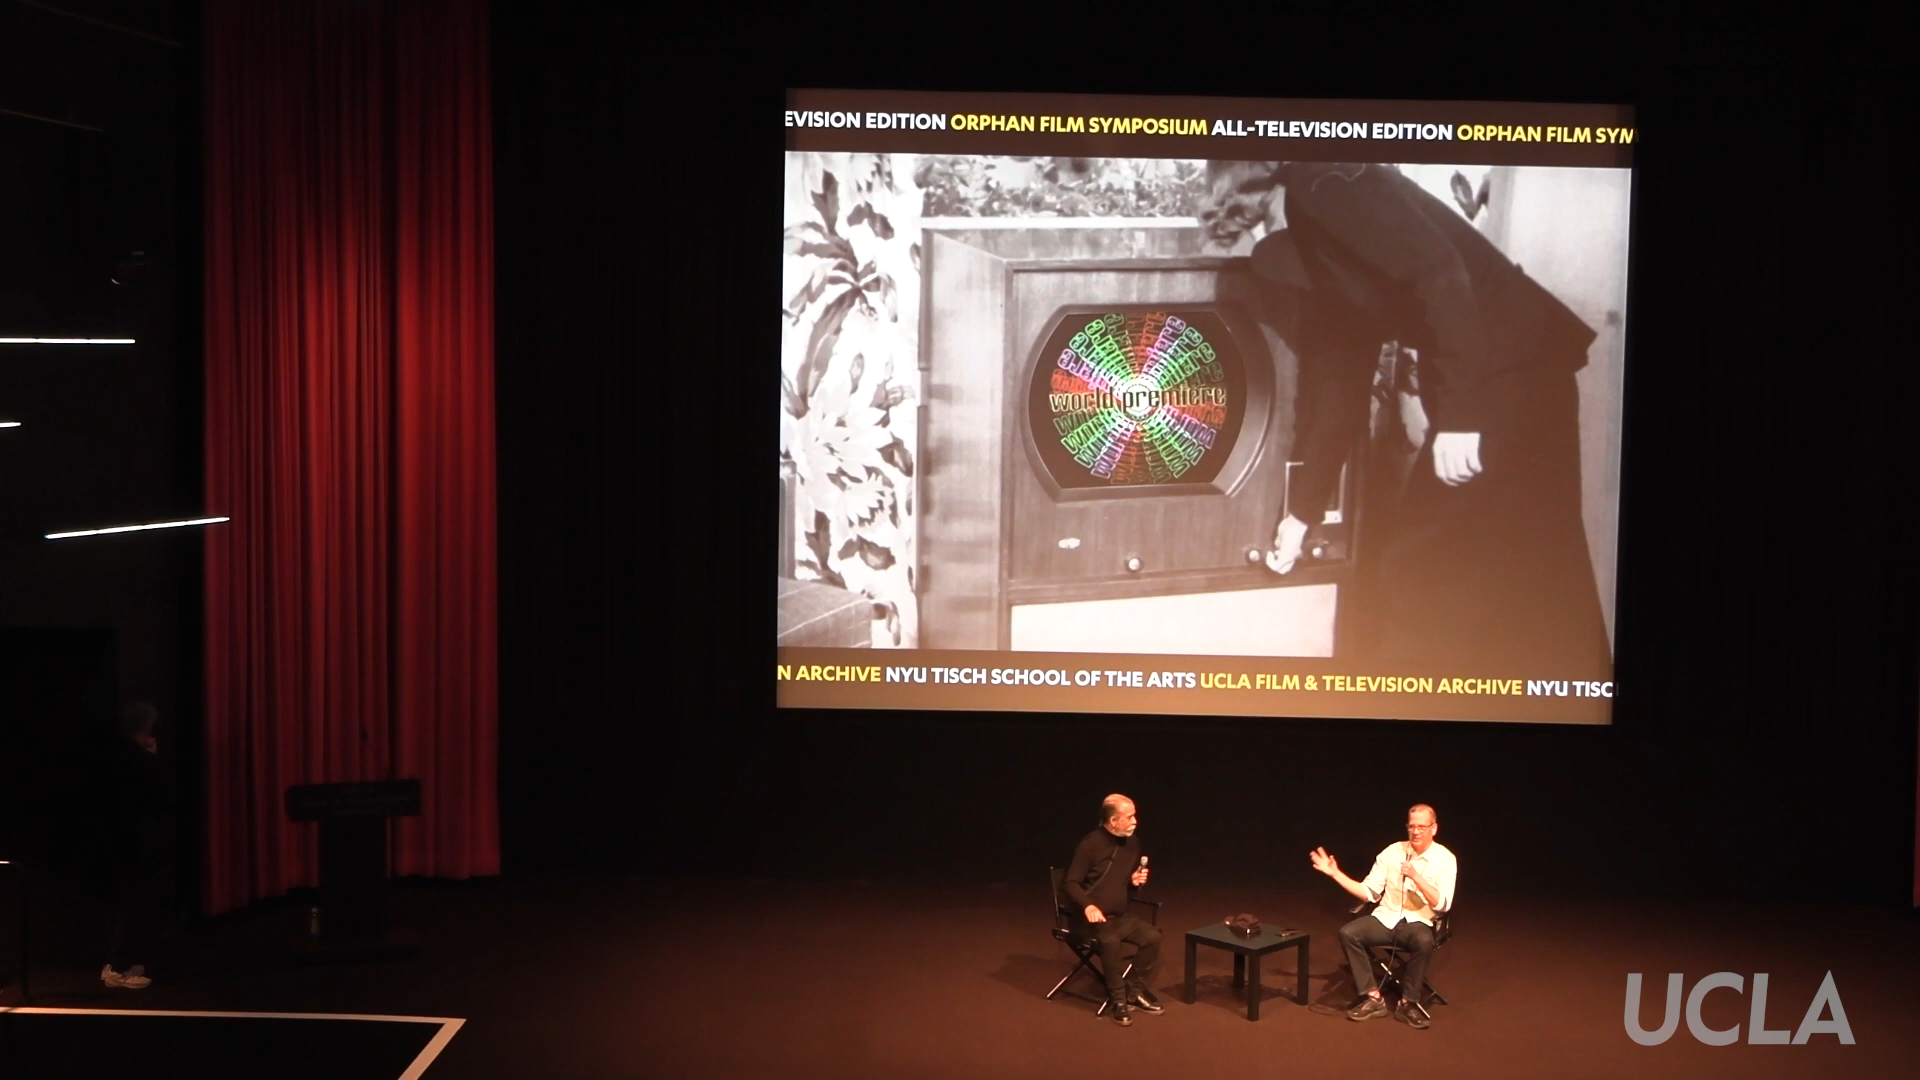 EVISION EDITION ORPHAN FILM SYMPOSIUM ALL-TELEVISION EDITION ORPHAN FILM SYM
world premiere
N ARCHIVE NYU TISCH SCHOOL OF THE ARTS UCLA FILM & TELEVISION ARCHIVE NYU TISC
UCLA